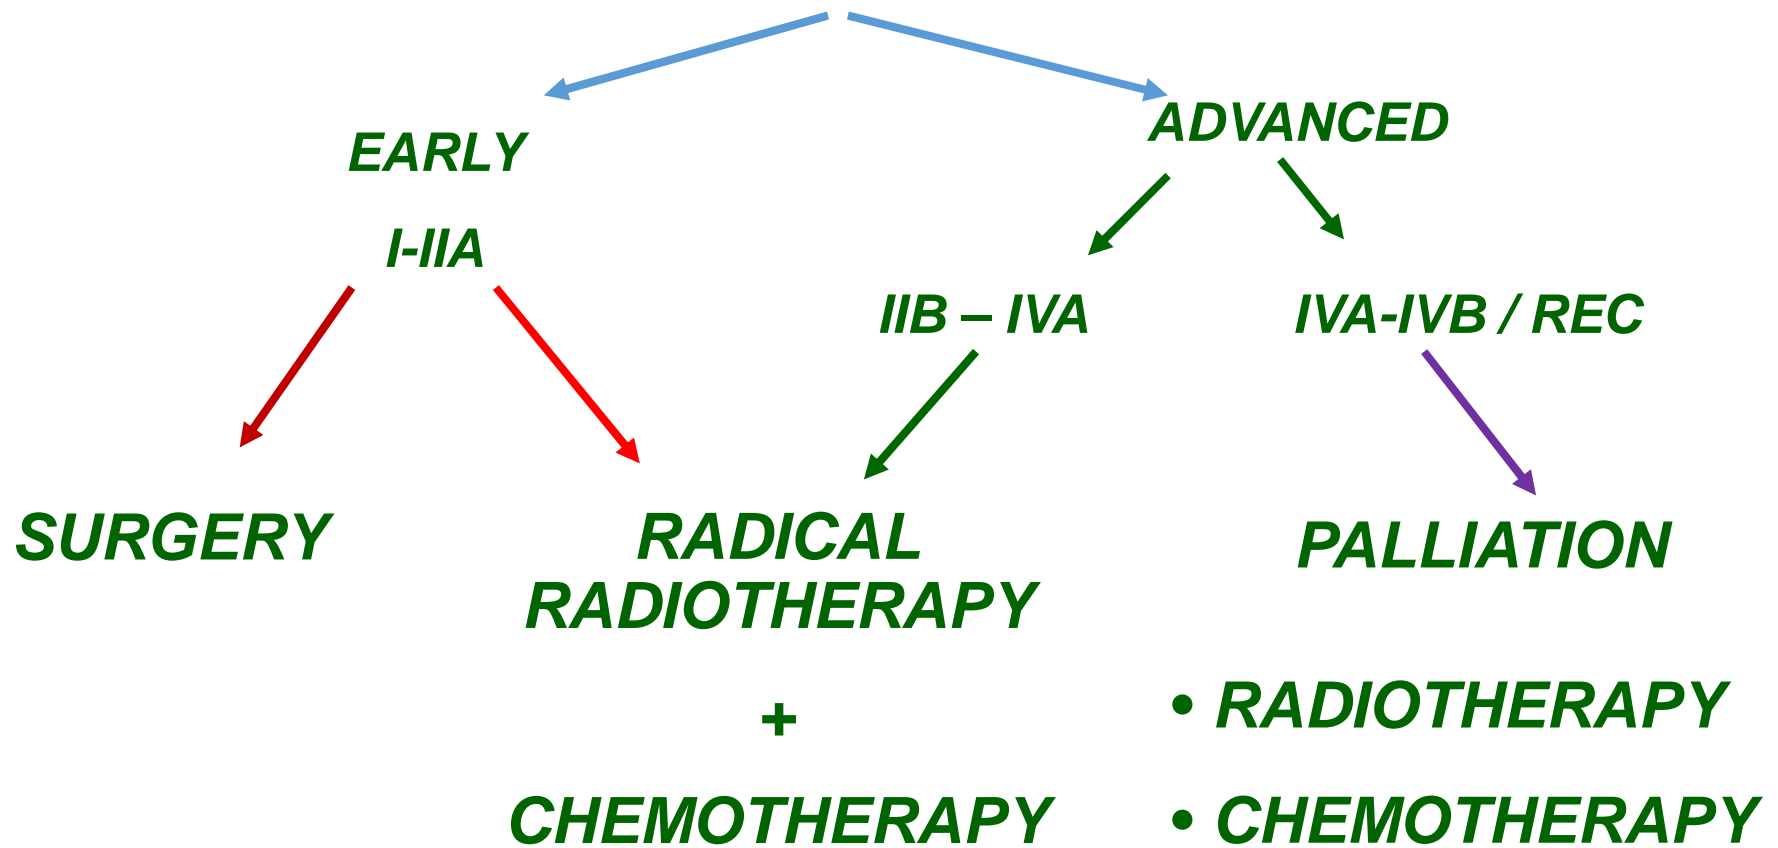 EARLY
ADVANCED
I-IIA
IIB – IVA
IVA-IVB / REC
SURGERY
RADICAL
RADIOTHERAPY
+
CHEMOTHERAPY
PALLIATION
• RADIOTHERAPY
• CHEMOTHERAPY